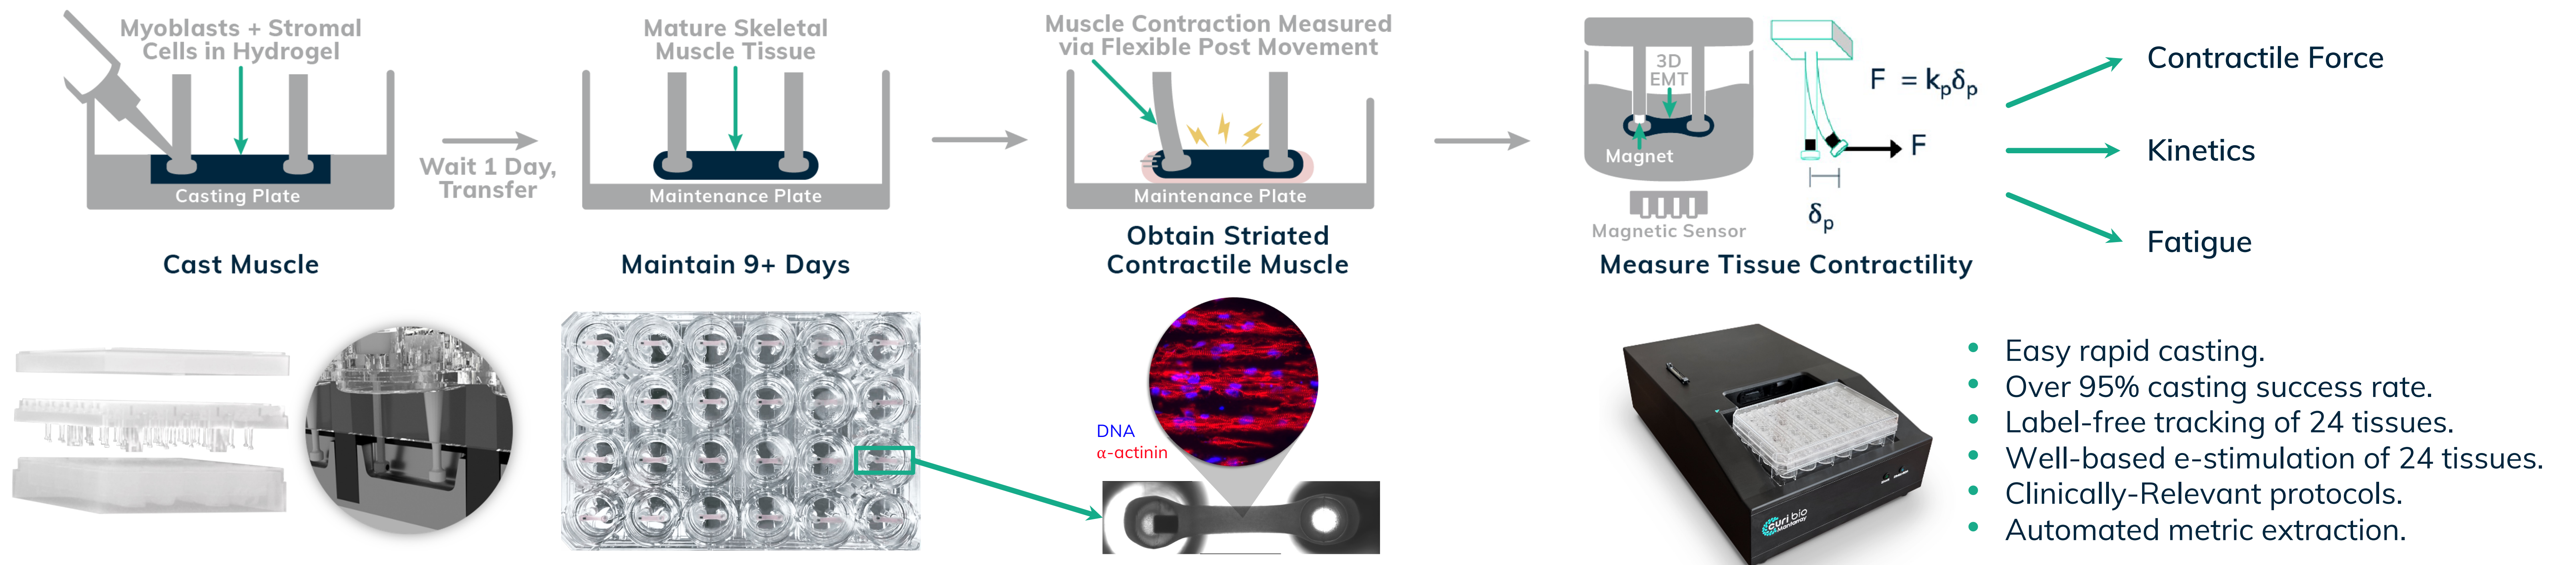 Myoblasts + Stromal
Cells in Hydrogel
Casting Plate
Cast Muscle
Wait 1 Day,
Transfer
Mature Skeletal
Muscle Tissue
Maintenance Plate
Maintain 9+ Days
Muscle Contraction Measured
via Flexible Post Movement
Maintenance Plate
Obtain Striated
Contractile Muscle
DNA
α-actinin
3D
EMT
Magnet
Magnetic Sensor
F = kₚδₚ
F
δₚ
Measure Tissue Contractility
Contractile Force
Kinetics
Fatigue
curi bio
Mantarray
• Easy rapid casting.
• Over 95% casting success rate.
• Label-free tracking of 24 tissues.
• Well-based e-stimulation of 24 tissues.
• Clinically-Relevant protocols.
• Automated metric extraction.